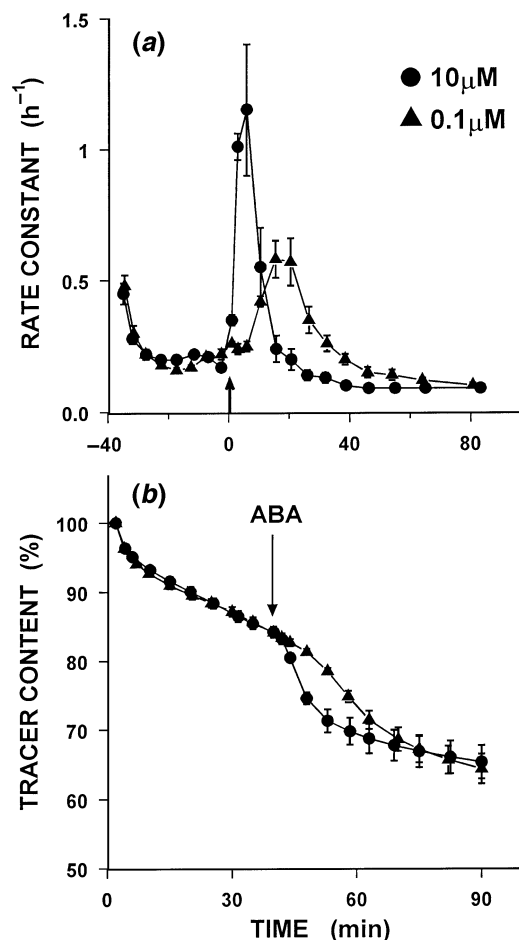 (a)
10µM
0.1µM
RATE CONSTANT (h⁻¹)
1.5
1
0.5
0.0
−40 0 40 80
(b)
ABA
TRACER CONTENT (%)
100
90
80
70
60
50
0 30 60 90
TIME (min)